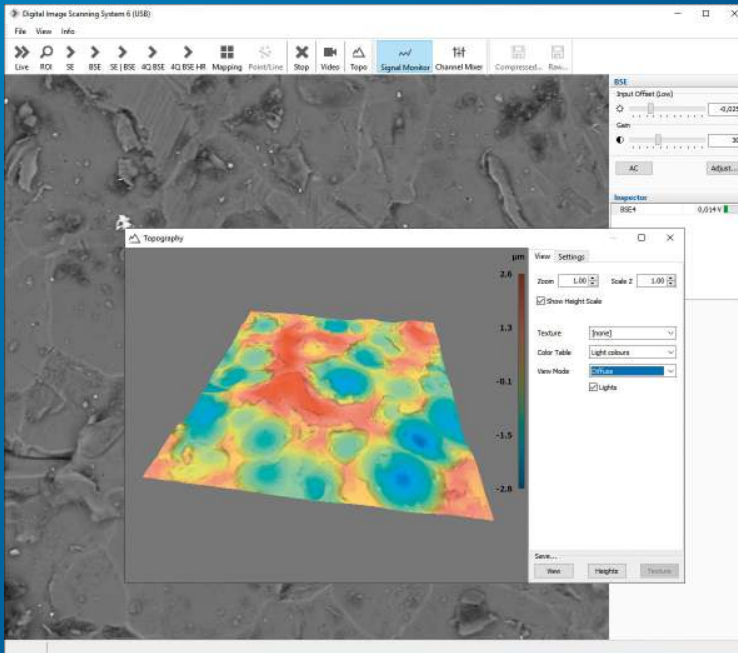 Digital Image Scanning System 6 (USB)
File View Info
Live ROI SE BSE SE | BSE 4Q BSE 4Q BSE HR Mapping Point/Line Stop Video Topo Signal Monitor Channel Mixer Compressed... Raw...
BSE
Input Offset (Low)
-0,025
Gain
30
AC Adjust...
Inspector
BSE4 0,014 V
Topography
µm
2.6
1.3
-0.1
-1.5
-2.8
View Settings
Zoom 1.00 Scale Z 1.00
Show Height Scale
Texture [none]
Color Table Light colours
View Mode Diffuse
Lights
Save...
View Heights Texture